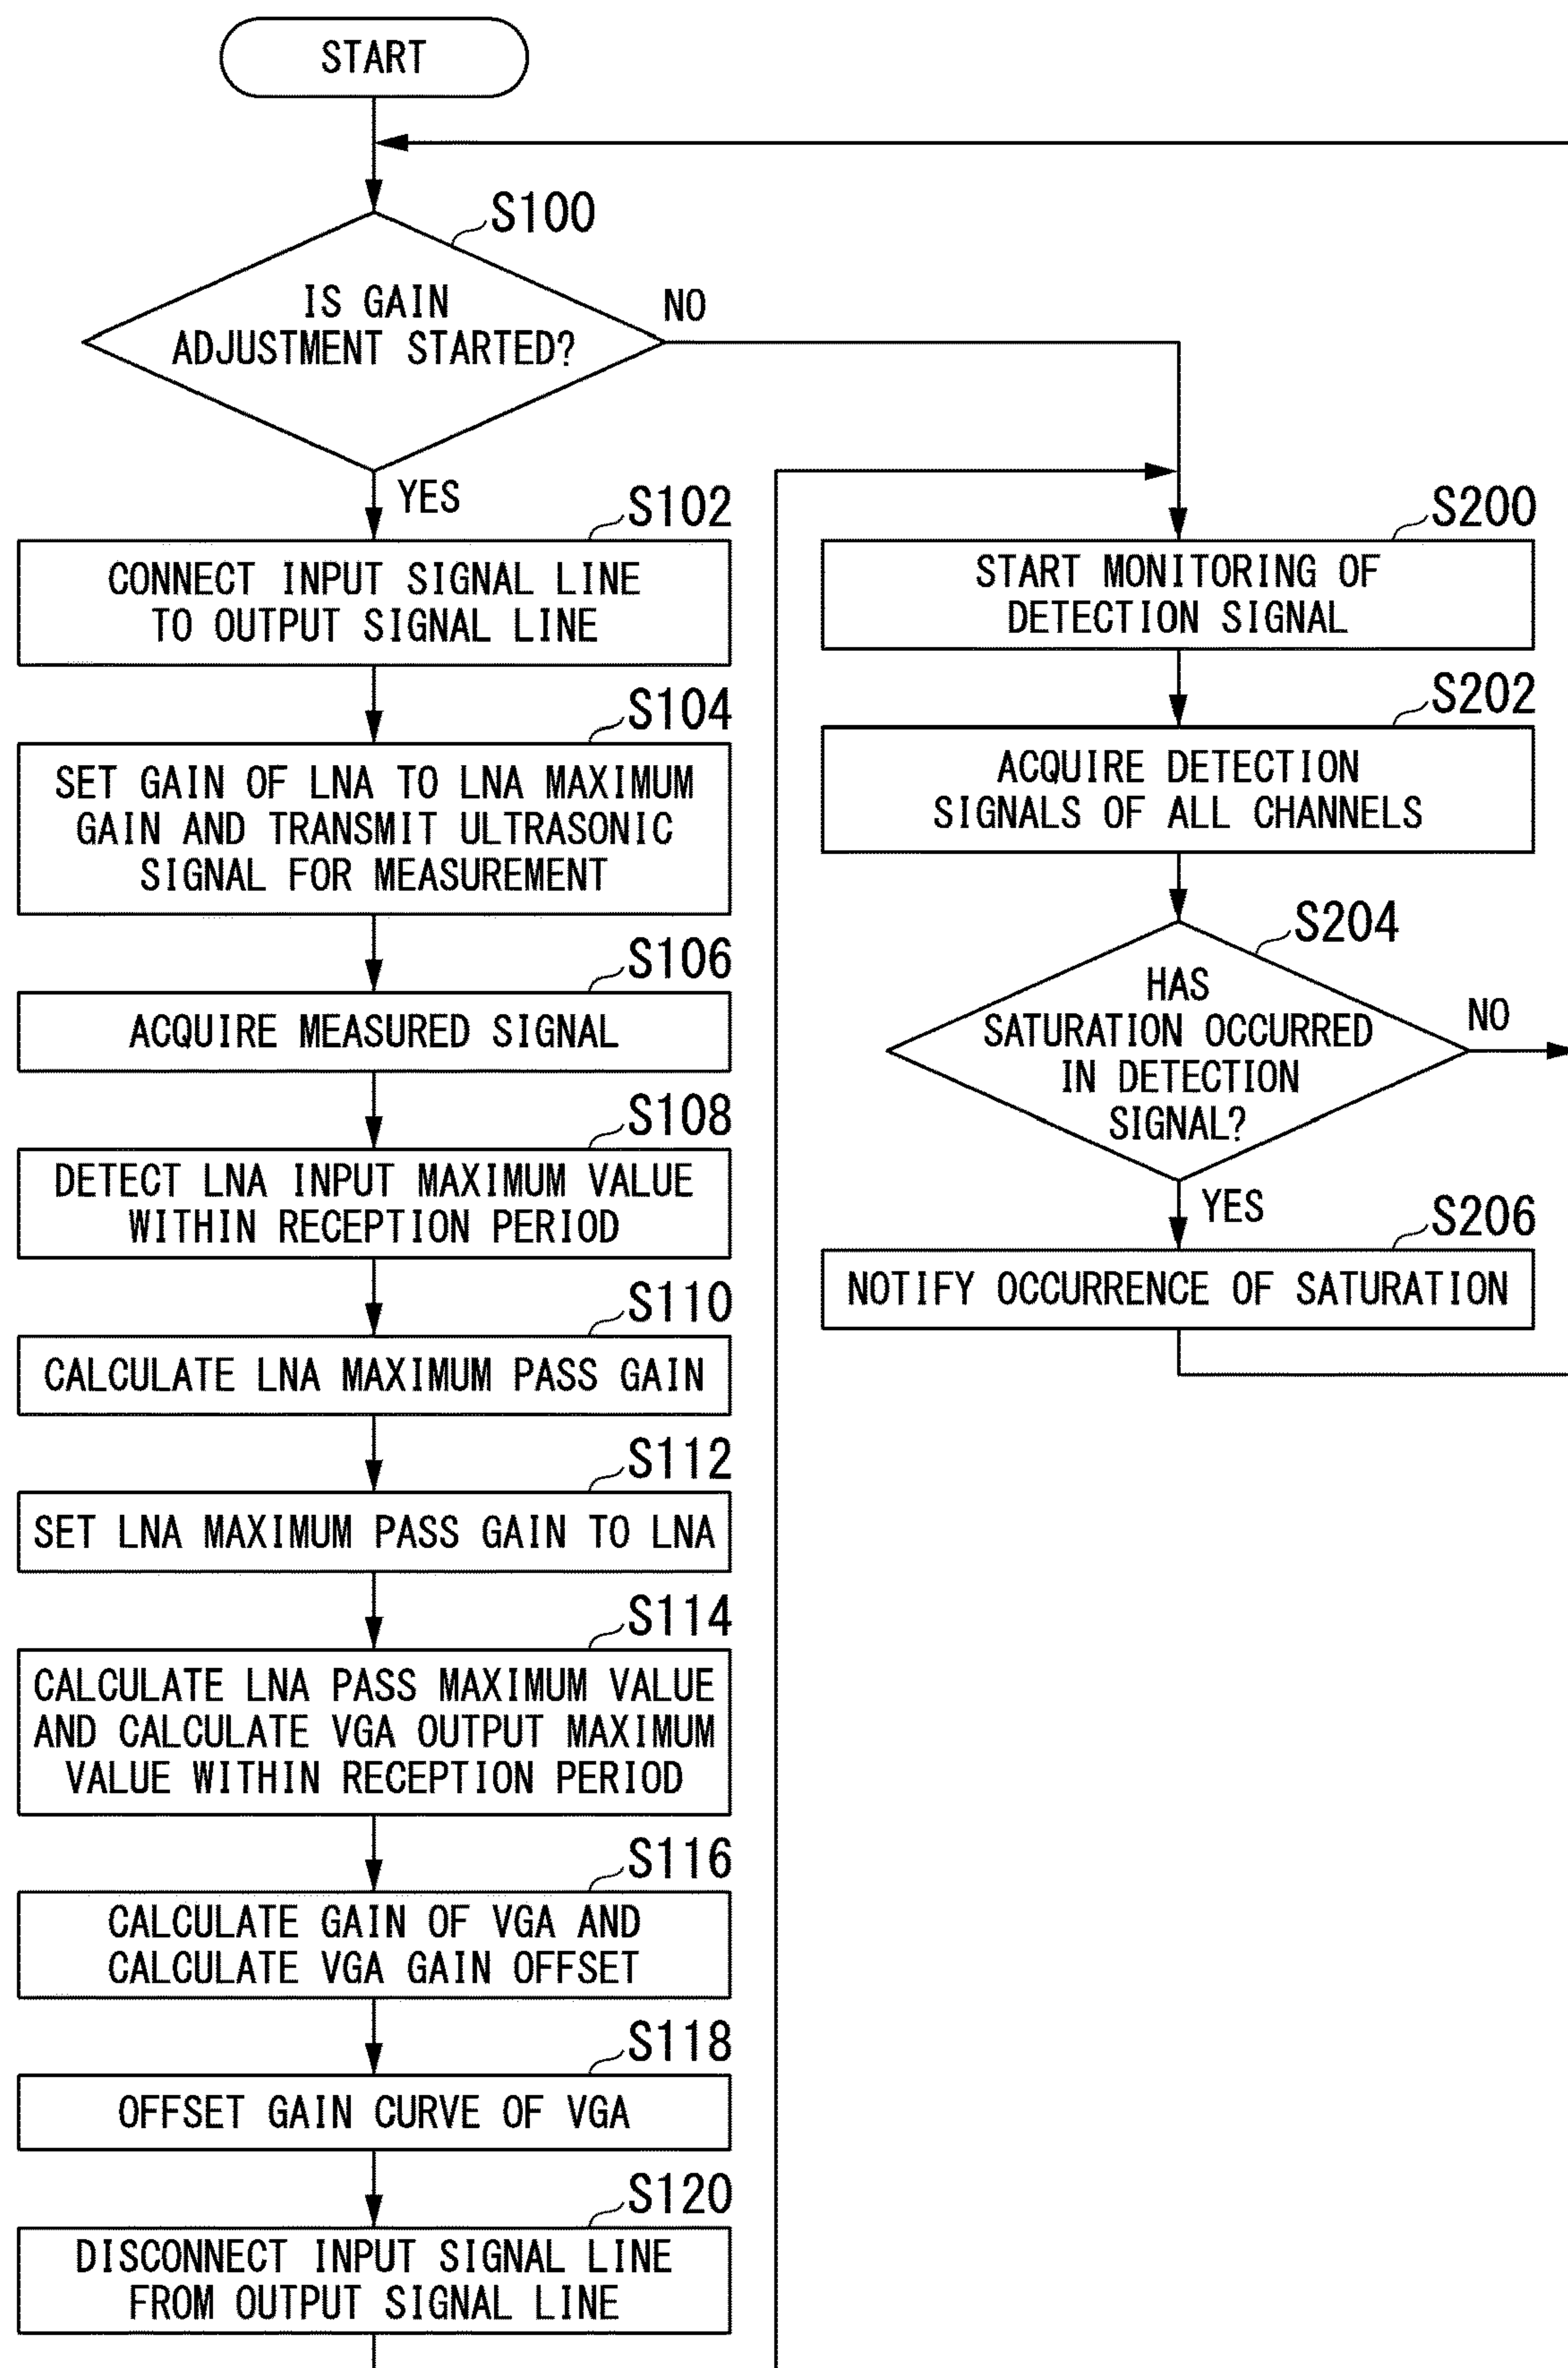 START
S100
IS GAIN
ADJUSTMENT STARTED?
NO
YES
S102
CONNECT INPUT SIGNAL LINE
TO OUTPUT SIGNAL LINE
S104
SET GAIN OF LNA TO LNA MAXIMUM
GAIN AND TRANSMIT ULTRASONIC
SIGNAL FOR MEASUREMENT
S106
ACQUIRE MEASURED SIGNAL
S108
DETECT LNA INPUT MAXIMUM VALUE
WITHIN RECEPTION PERIOD
S110
CALCULATE LNA MAXIMUM PASS GAIN
S112
SET LNA MAXIMUM PASS GAIN TO LNA
S114
CALCULATE LNA PASS MAXIMUM VALUE
AND CALCULATE VGA OUTPUT MAXIMUM
VALUE WITHIN RECEPTION PERIOD
S116
CALCULATE GAIN OF VGA AND
CALCULATE VGA GAIN OFFSET
S118
OFFSET GAIN CURVE OF VGA
S120
DISCONNECT INPUT SIGNAL LINE
FROM OUTPUT SIGNAL LINE
S200
START MONITORING OF
DETECTION SIGNAL
S202
ACQUIRE DETECTION
SIGNALS OF ALL CHANNELS
S204
HAS
SATURATION OCCURRED
IN DETECTION
SIGNAL?
NO
YES
S206
NOTIFY OCCURRENCE OF SATURATION